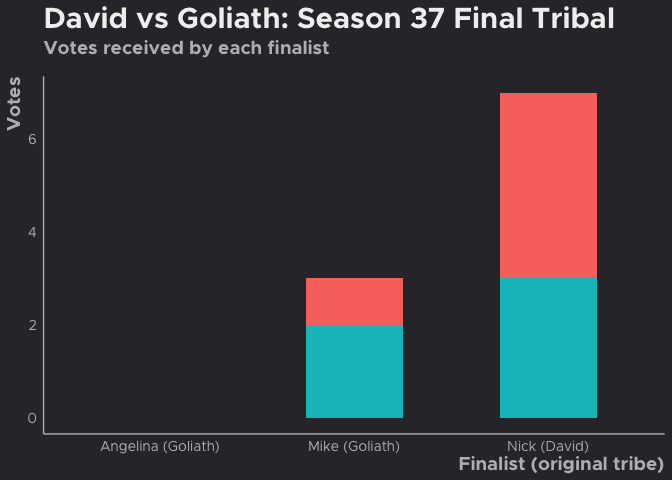 David vs Goliath: Season 37 Final Tribal
Votes received by each finalist
Votes
6
4
2
0
Angelina (Goliath)
Mike (Goliath)
Nick (David)
Finalist (original tribe)